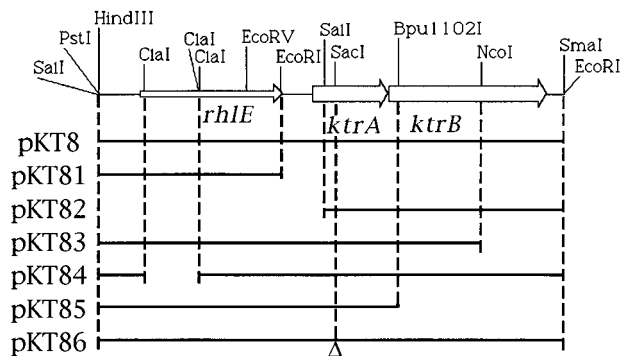 HindIII
PstI
SalI
ClaI
ClaI
ClaI
EcoRV
EcoRI
SalI
SacI
Bpu1102I
NcoI
SmaI
EcoRI
rhlE
ktrA
ktrB
pKT8
pKT81
pKT82
pKT83
pKT84
pKT85
pKT86
Δ